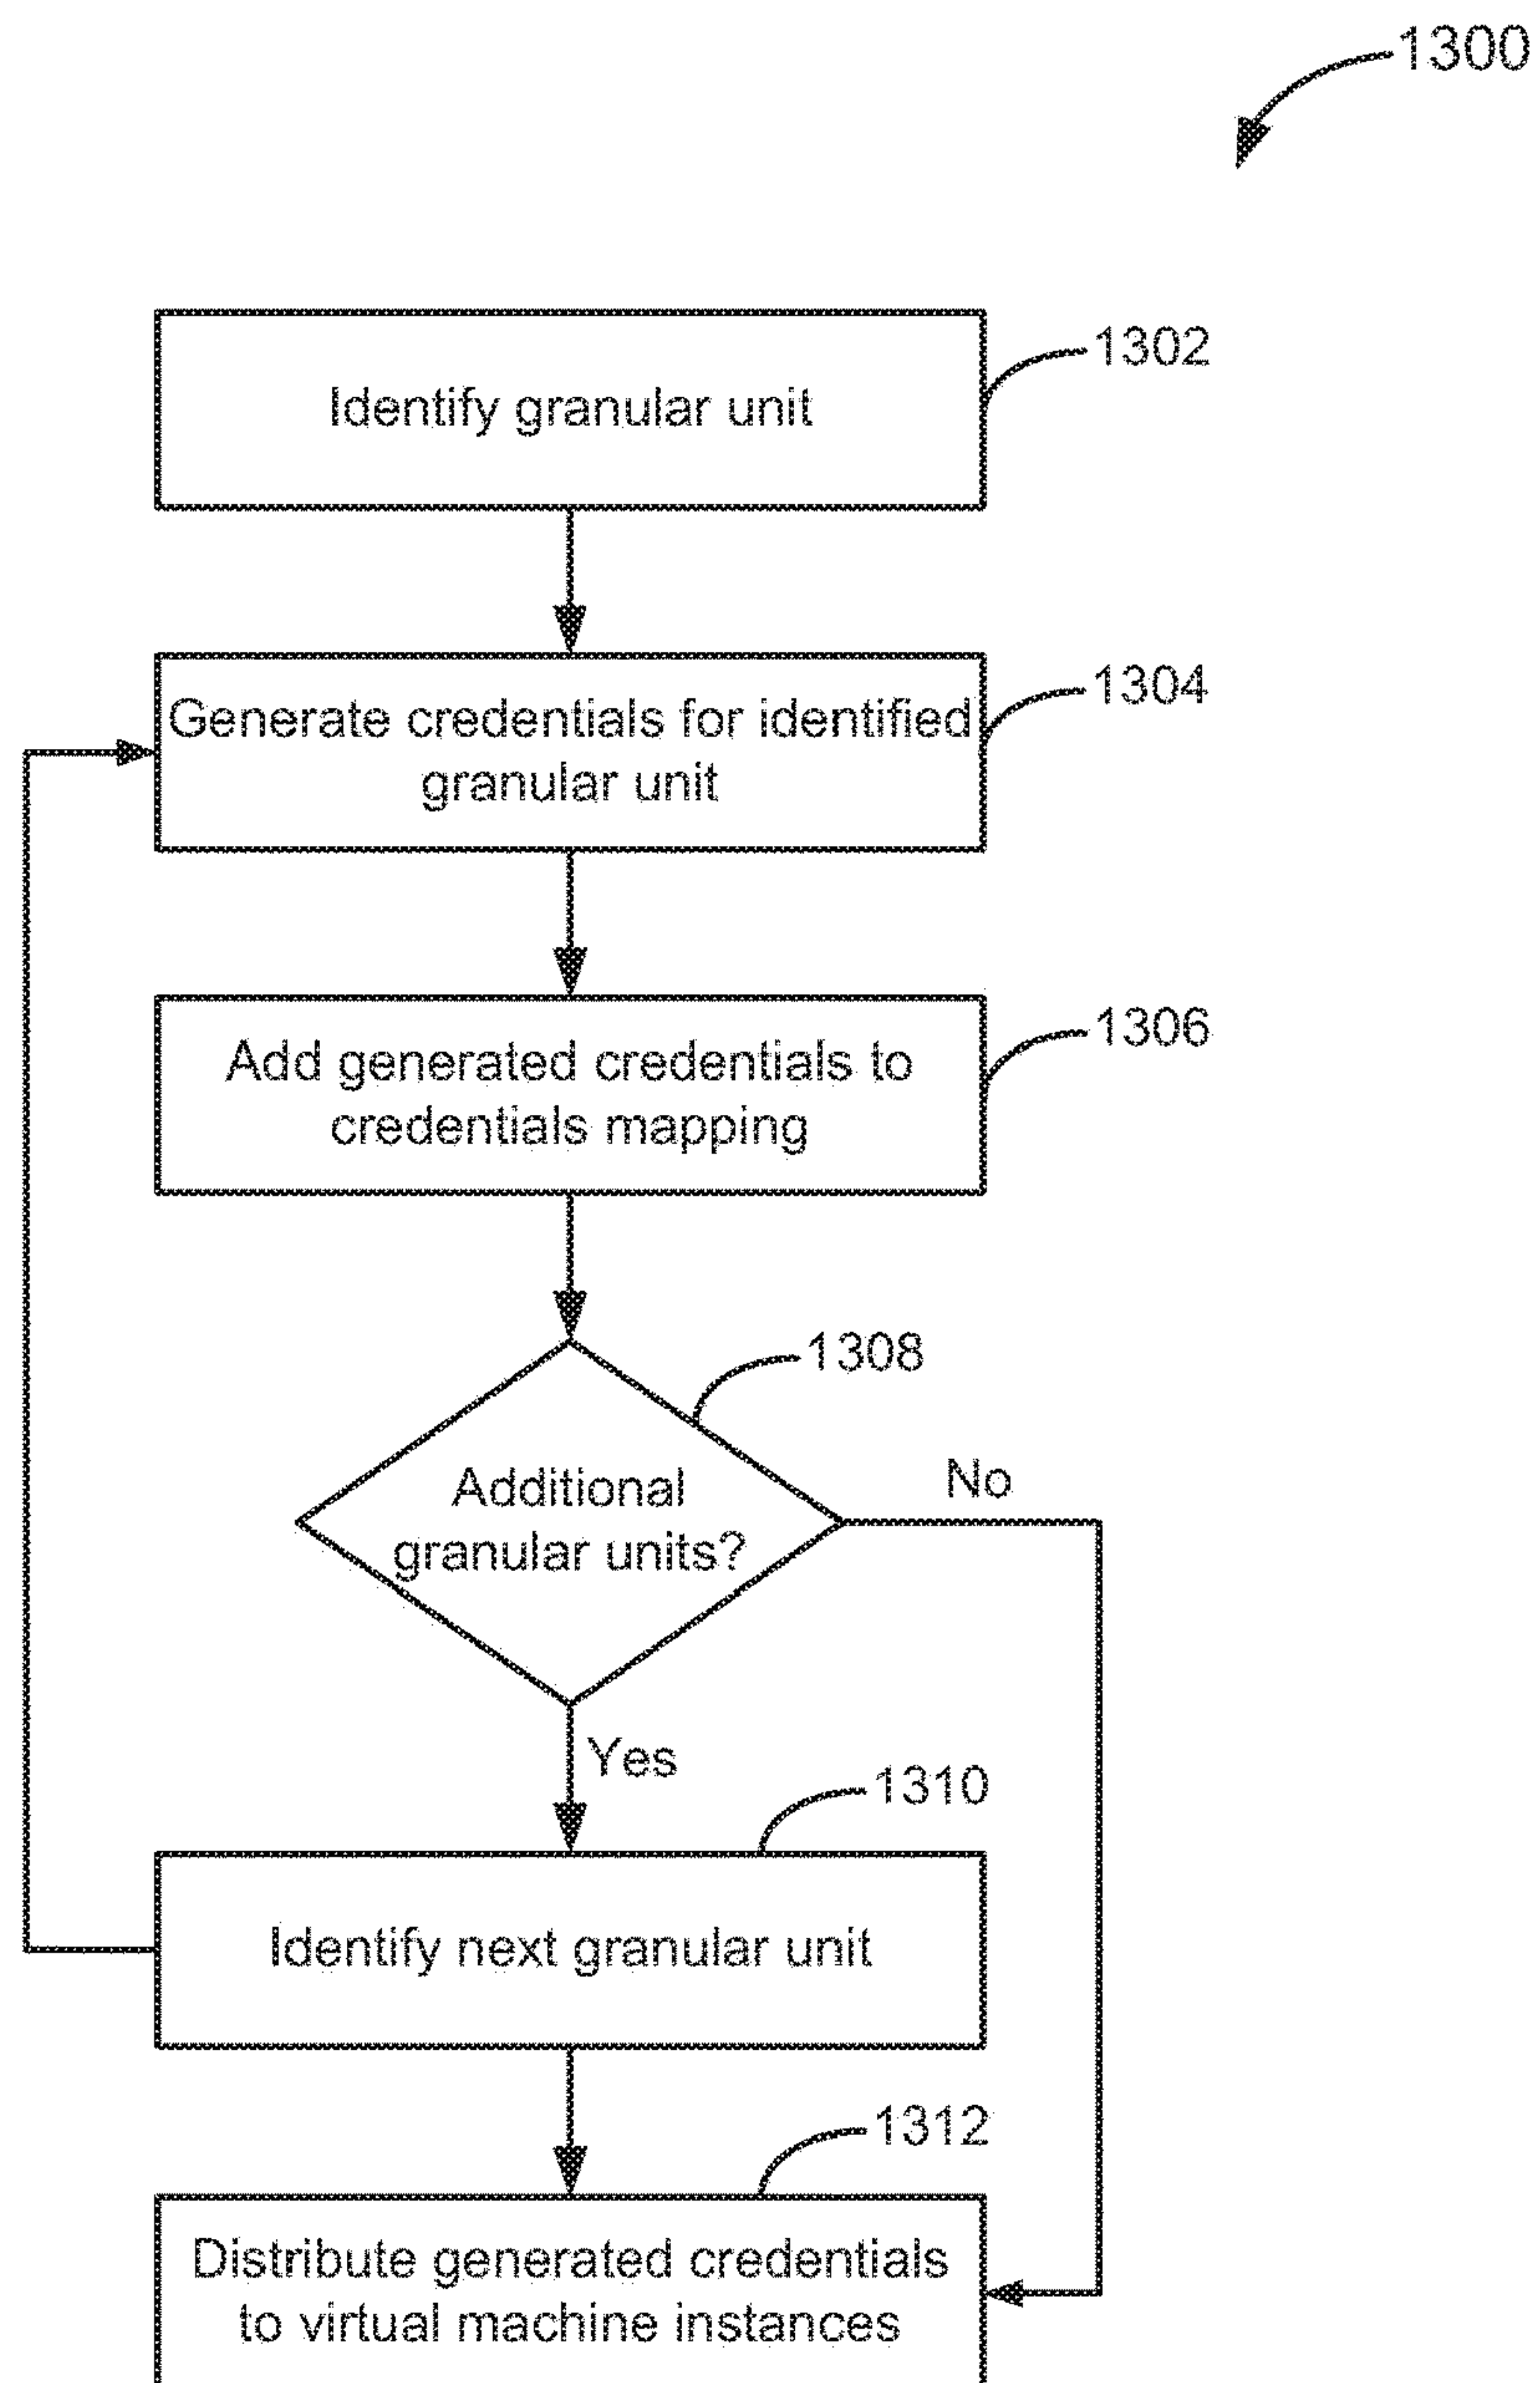 1300
Identify granular unit
1302
Generate credentials for identified
granular unit
1304
Add generated credentials to
credentials mapping
1306
1308
Additional
granular units?
No
Yes
1310
Identify next granular unit
1312
Distribute generated credentials
to virtual machine instances